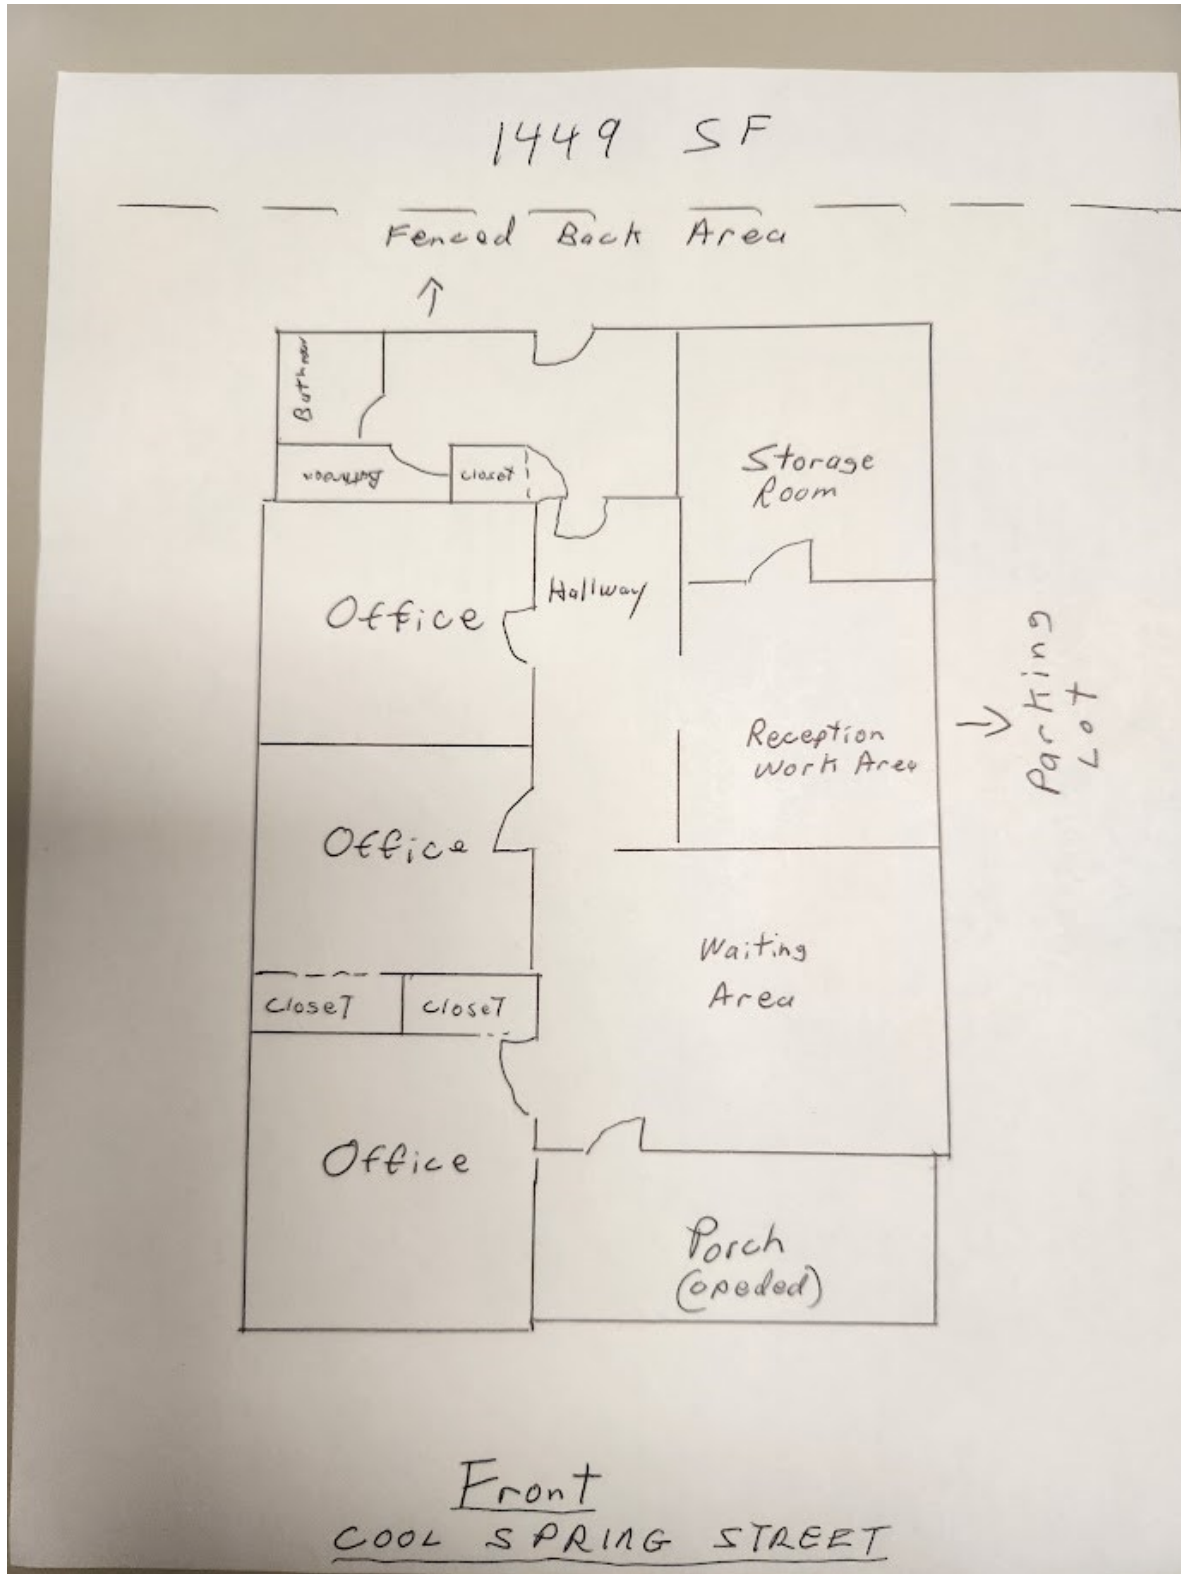 1449 SF
Fenced Back Area
Bathroom
Bathroom
closet
Storage
Room
Hallway
Office
Parking
Lot
Reception
Work Area
Office
Waiting
Area
Closet
Closet
Office
Porch
(opeded)
Front
COOL SPRING STREET